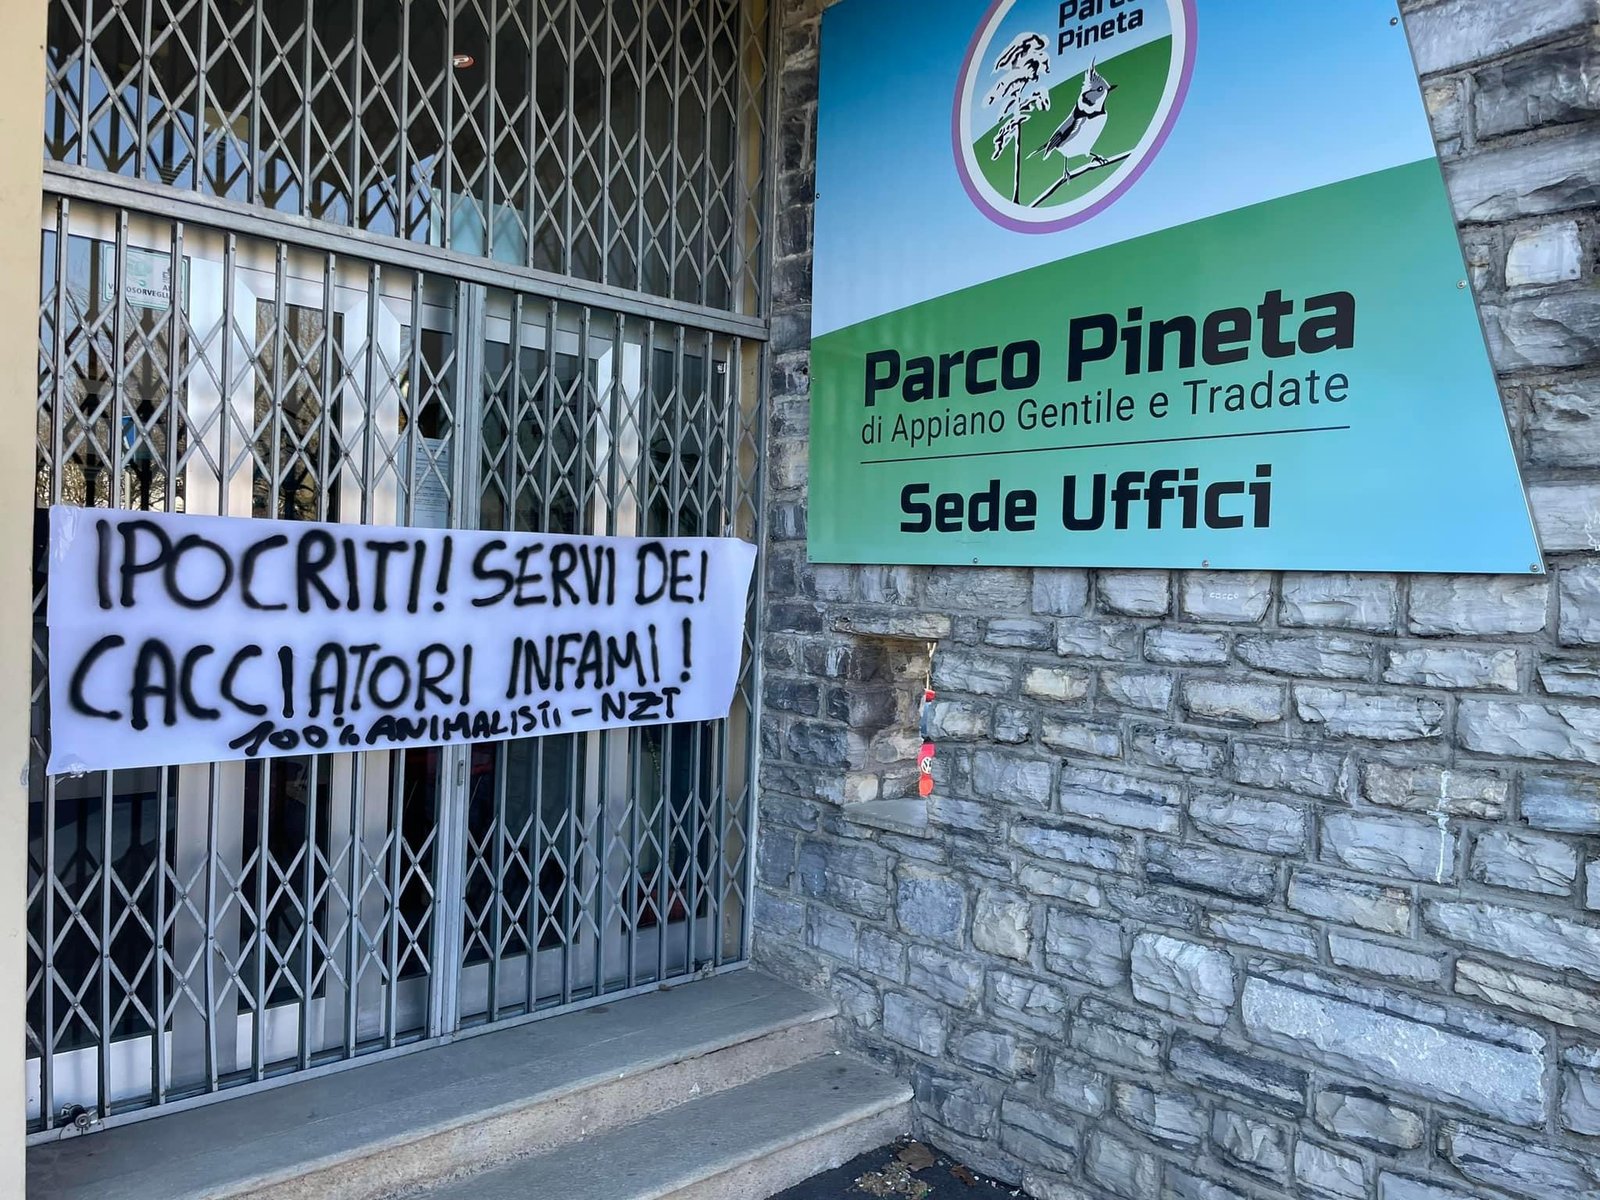 Parco
Pineta
Parco Pineta
di Appiano Gentile e Tradate
Sede Uffici
IPOCRITI! SERVI DEI
CACCIATORI INFAMI!
100% ANIMALISTI - NZT